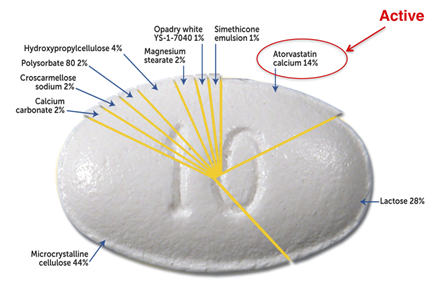 Active
Opadry white
YS-1-7040 1%
Simethicone
emulsion 1%
Hydroxypropylcellulose 4%
Magnesium
stearate 2%
Atorvastatin
calcium 14%
Polysorbate 80 2%
Croscarmellose
sodium 2%
Calcium
carbonate 2%
10
Lactose 28%
Microcrystalline
cellulose 44%